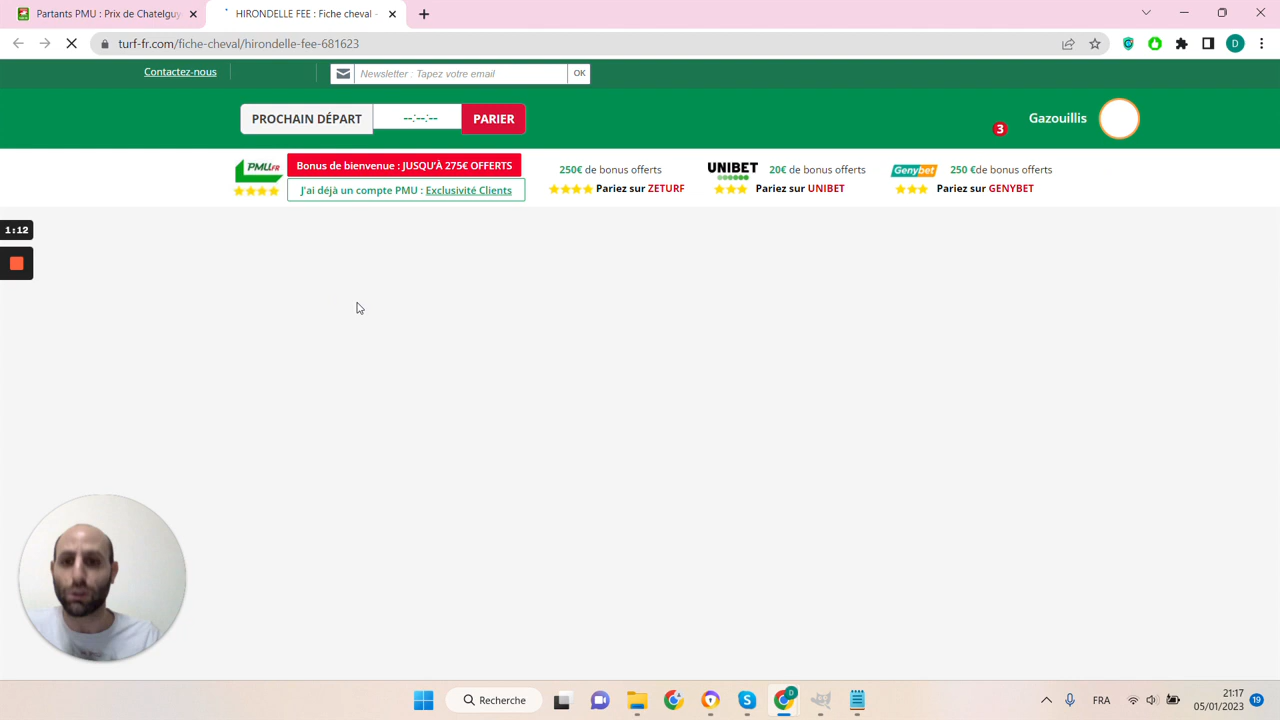 Partants PMU : Prix de Chatelguy
HIRONDELLE FEE : Fiche cheval -
turf-fr.com/fiche-cheval/hirondelle-fee-681623
D
Contactez-nous
Newsletter : Tapez votre email
OK
PROCHAIN DÉPART
--:--:--
PARIER
3
Gazouillis
PMU.FR
Bonus de bienvenue : JUSQU'À 275€ OFFERTS
J'ai déjà un compte PMU : Exclusivité Clients
250€ de bonus offerts
Pariez sur ZETURF
UNIBET
20€ de bonus offerts
Pariez sur UNIBET
Genybet
250 €de bonus offerts
Pariez sur GENYBET
1:12
Recherche
D
FRA
21:17
05/01/2023
19